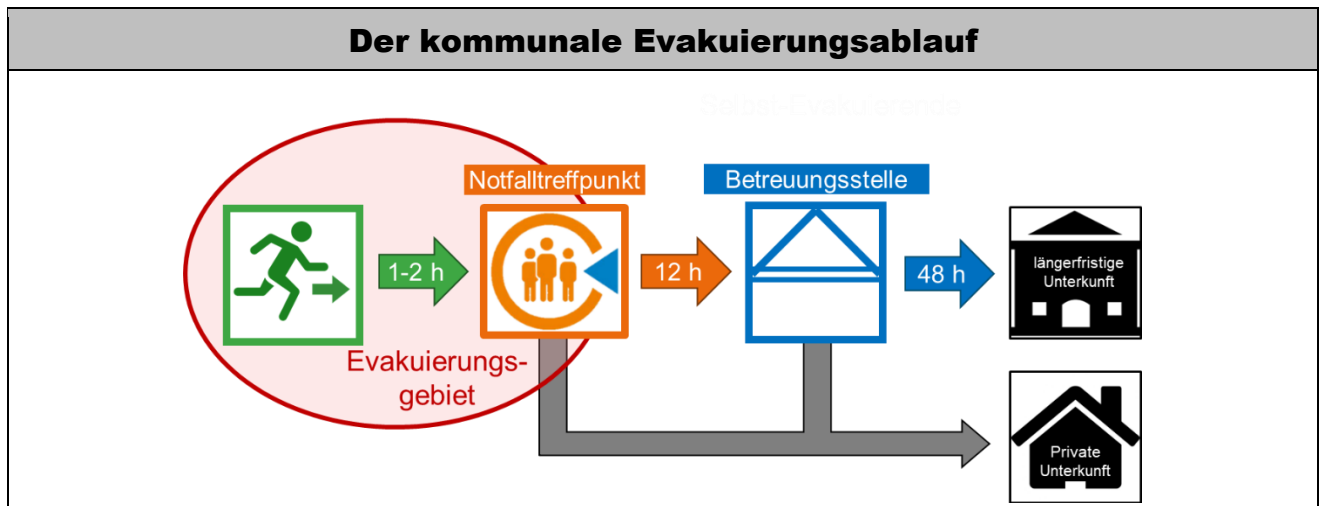 Der kommunale Evakuierungsablauf
Notfalltreffpunkt
Betreuungsstelle
1-2 h
12 h
48 h
längerfristige
Unterkunft
Evakuierungs-
gebiet
Private
Unterkunft